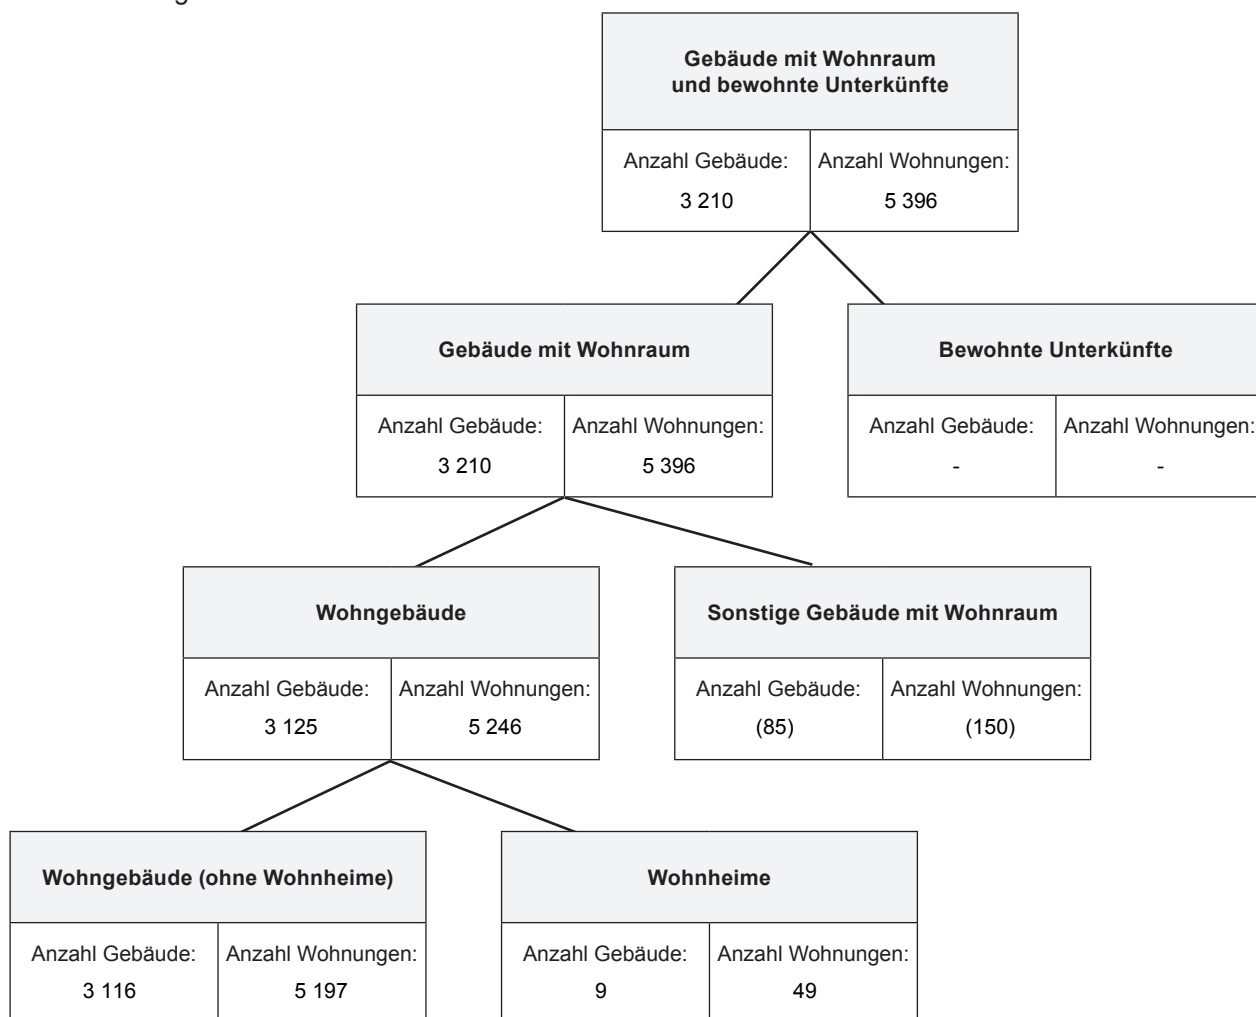 Gebäude mit Wohnraum
und bewohnte Unterkünfte
Anzahl Gebäude: Anzahl Wohnungen:
3 210 5 396
Gebäude mit Wohnraum Bewohnte Unterkünfte
Anzahl Gebäude: Anzahl Wohnungen: Anzahl Gebäude: Anzahl Wohnungen:
3 210 5 396 - -
Wohngebäude Sonstige Gebäude mit Wohnraum
Anzahl Gebäude: Anzahl Wohnungen: Anzahl Gebäude: Anzahl Wohnungen:
3 125 5 246 (85) (150)
Wohngebäude (ohne Wohnheime) Wohnheime
Anzahl Gebäude: Anzahl Wohnungen: Anzahl Gebäude: Anzahl Wohnungen:
3 116 5 197 9 49